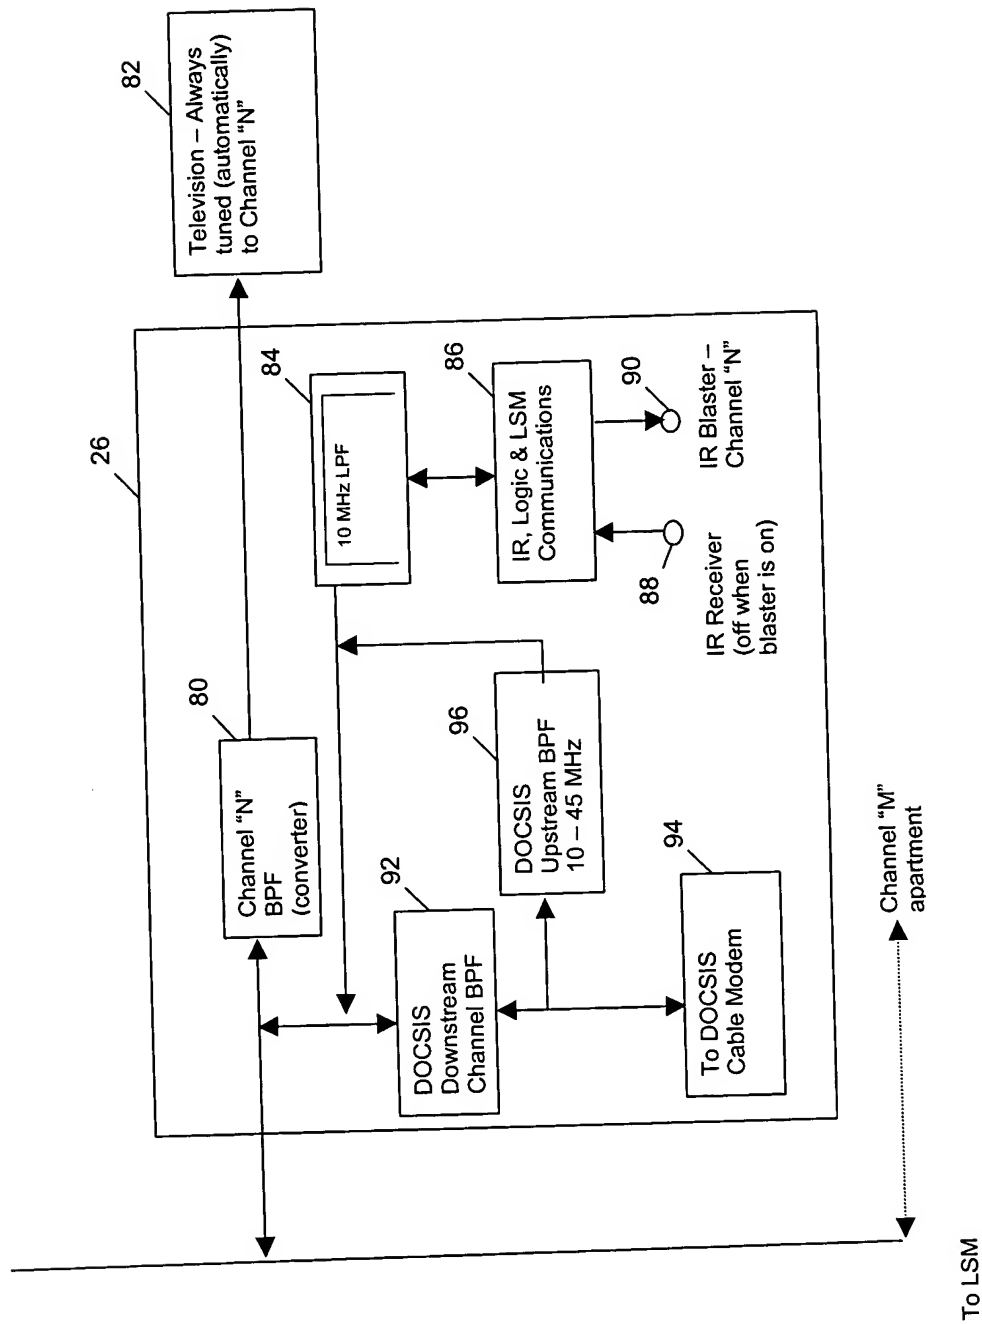 82
Television – Always
tuned (automatically)
to Channel “N”
26
80
Channel “N”
BPF
(converter)
84
10 MHz LPF
86
IR, Logic & LSM
Communications
90
IR Blaster –
Channel “N”
88
IR Receiver
(off when
blaster is on)
92
DOCSIS
Downstream
Channel BPF
96
DOCSIS
Upstream BPF
10 – 45 MHz
94
To DOCSIS
Cable Modem
Channel “M”
apartment
To LSM